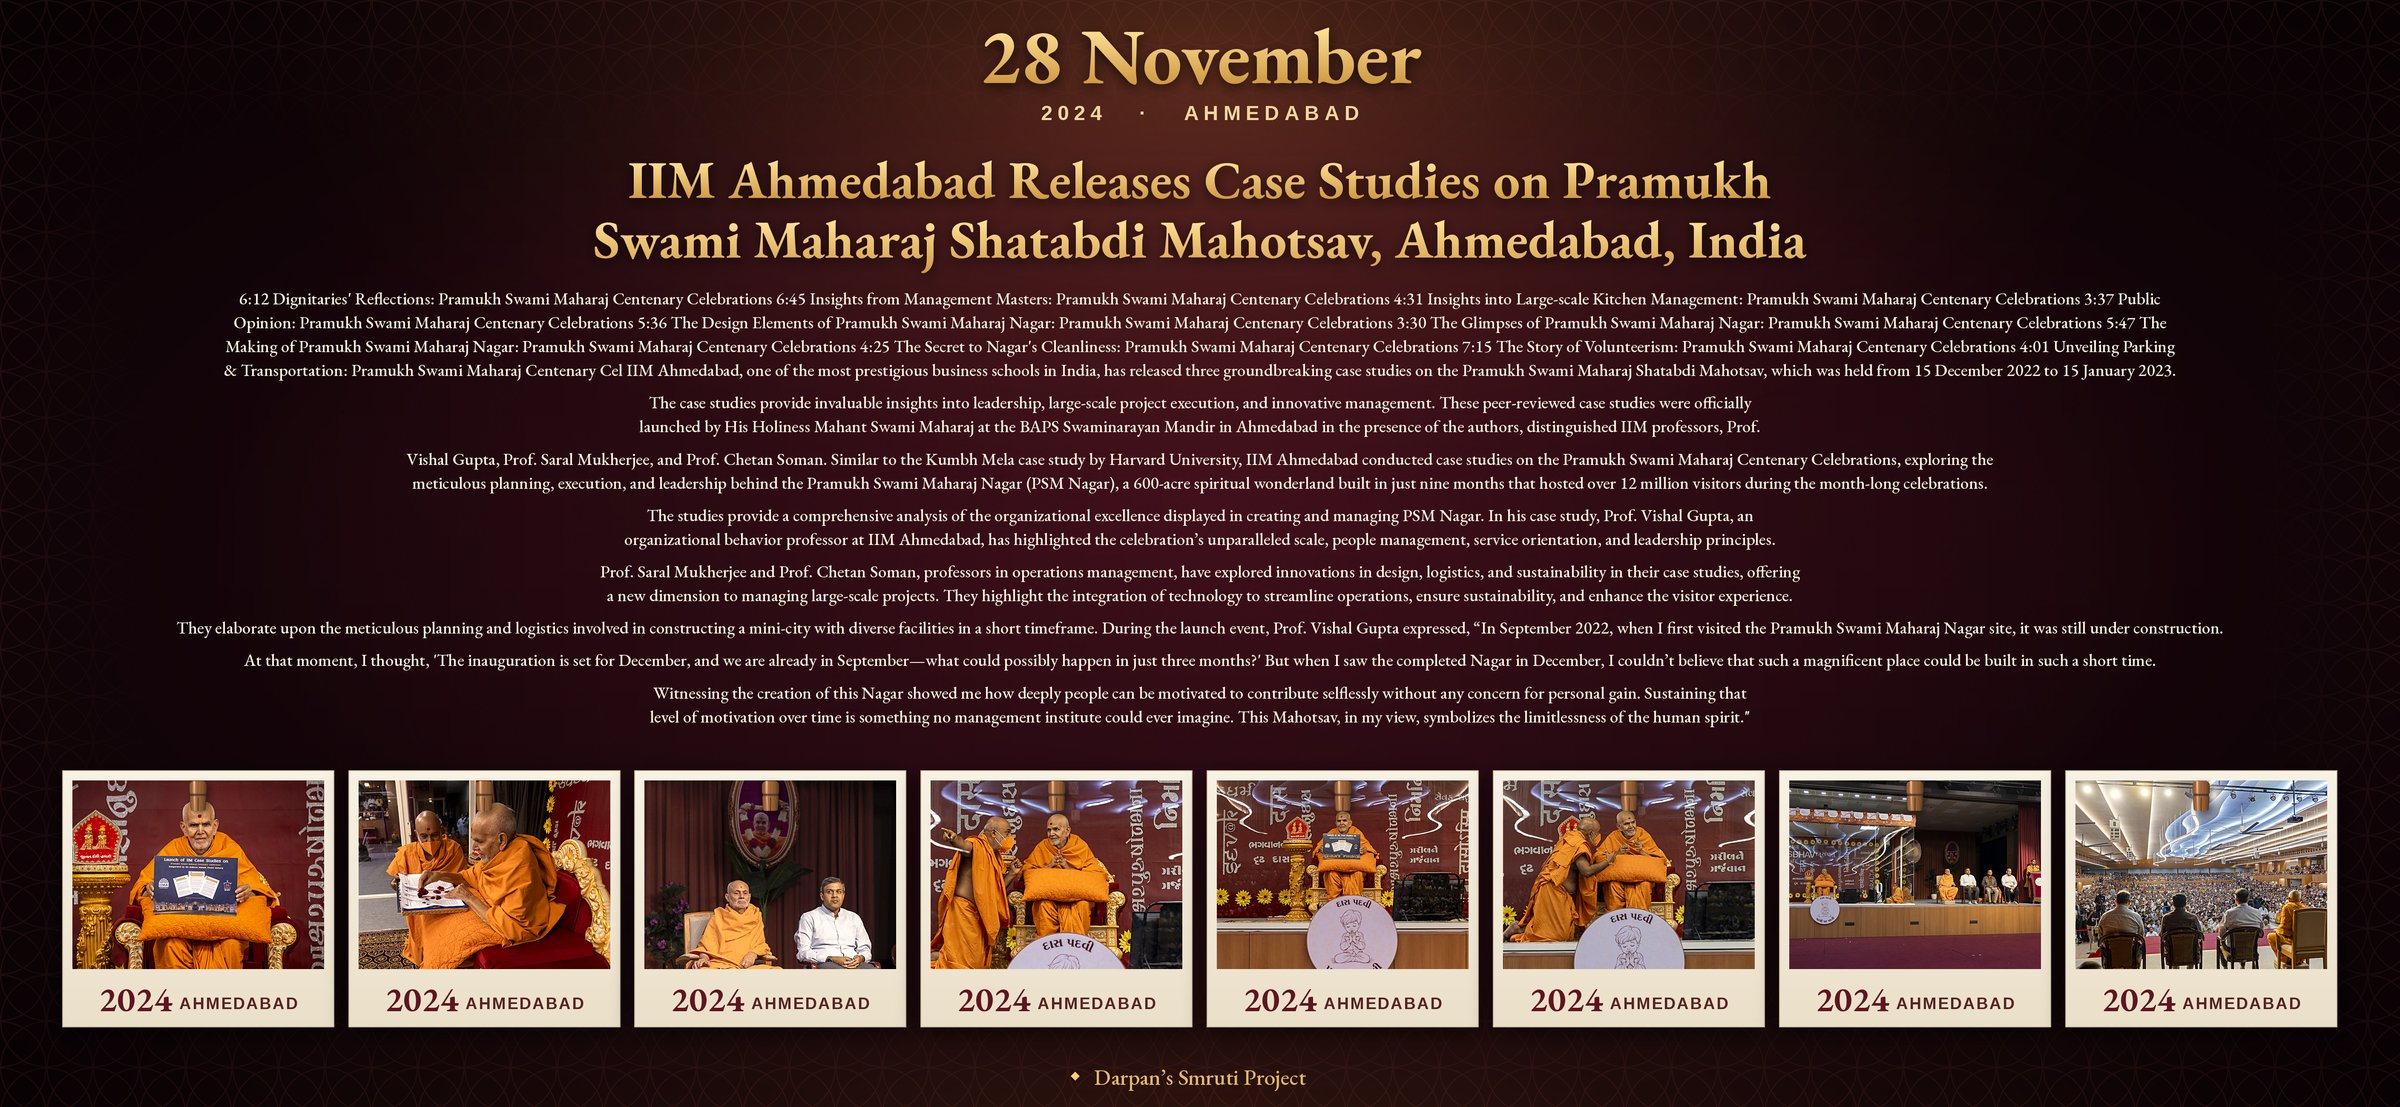 28 November
2024 · AHMEDABAD
IIM Ahmedabad Releases Case Studies on Pramukh
Swami Maharaj Shatabdi Mahotsav, Ahmedabad, India
6:12 Dignitaries' Reflections: Pramukh Swami Maharaj Centenary Celebrations 6:45 Insights from Management Masters: Pramukh Swami Maharaj Centenary Celebrations 4:31 Insights into Large-scale Kitchen Management: Pramukh Swami Maharaj Centenary Celebrations 3:37 Public
Opinion: Pramukh Swami Maharaj Centenary Celebrations 5:36 The Design Elements of Pramukh Swami Maharaj Nagar: Pramukh Swami Maharaj Centenary Celebrations 3:30 The Glimpses of Pramukh Swami Maharaj Nagar: Pramukh Swami Maharaj Centenary Celebrations 5:47 The
Making of Pramukh Swami Maharaj Nagar: Pramukh Swami Maharaj Centenary Celebrations 4:25 The Secret to Nagar's Cleanliness: Pramukh Swami Maharaj Centenary Celebrations 7:15 The Story of Volunteerism: Pramukh Swami Maharaj Centenary Celebrations 4:01 Unveiling Parking
& Transportation: Pramukh Swami Maharaj Centenary Cel IIM Ahmedabad, one of the most prestigious business schools in India, has released three groundbreaking case studies on the Pramukh Swami Maharaj Shatabdi Mahotsav, which was held from 15 December 2022 to 15 January 2023.
The case studies provide invaluable insights into leadership, large-scale project execution, and innovative management. These peer-reviewed case studies were officially
launched by His Holiness Mahant Swami Maharaj at the BAPS Swaminarayan Mandir in Ahmedabad in the presence of the authors, distinguished IIM professors, Prof.
Vishal Gupta, Prof. Saral Mukherjee, and Prof. Chetan Soman. Similar to the Kumbh Mela case study by Harvard University, IIM Ahmedabad conducted case studies on the Pramukh Swami Maharaj Centenary Celebrations, exploring the
meticulous planning, execution, and leadership behind the Pramukh Swami Maharaj Nagar (PSM Nagar), a 600-acre spiritual wonderland built in just nine months that hosted over 12 million visitors during the month-long celebrations.
The studies provide a comprehensive analysis of the organizational excellence displayed in creating and managing PSM Nagar. In his case study, Prof. Vishal Gupta, an
organizational behavior professor at IIM Ahmedabad, has highlighted the celebration’s unparalleled scale, people management, service orientation, and leadership principles.
Prof. Saral Mukherjee and Prof. Chetan Soman, professors in operations management, have explored innovations in design, logistics, and sustainability in their case studies, offering
a new dimension to managing large-scale projects. They highlight the integration of technology to streamline operations, ensure sustainability, and enhance the visitor experience.
They elaborate upon the meticulous planning and logistics involved in constructing a mini-city with diverse facilities in a short timeframe. During the launch event, Prof. Vishal Gupta expressed, “In September 2022, when I first visited the Pramukh Swami Maharaj Nagar site, it was still under construction.
At that moment, I thought, 'The inauguration is set for December, and we are already in September—what could possibly happen in just three months?' But when I saw the completed Nagar in December, I couldn’t believe that such a magnificent place could be built in such a short time.
Witnessing the creation of this Nagar showed me how deeply people can be motivated to contribute selflessly without any concern for personal gain. Sustaining that
level of motivation over time is something no management institute could ever imagine. This Mahotsav, in my view, symbolizes the limitlessness of the human spirit."
Launch of IIM Case Studies on
દાસ પદવી
દાસ પદવી
દાસ પદવી
2024 AHMEDABAD
2024 AHMEDABAD
2024 AHMEDABAD
2024 AHMEDABAD
2024 AHMEDABAD
2024 AHMEDABAD
2024 AHMEDABAD
2024 AHMEDABAD
Darpan’s Smruti Project